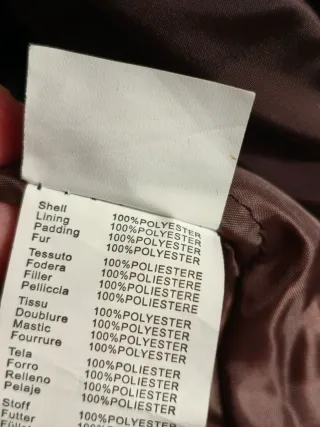 Shell 100%POLYESTER
Lining 100%POLYESTER
Padding 100%POLYESTER
Fur 100%POLYESTER
Tessuto 100%POLIESTERE
Fodera 100%POLIESTERE
Filler 100%POLIESTERE
Pelliccia 100%POLIESTERE
Tissu 100%POLYESTER
Doublure 100%POLYESTER
Mastic 100%POLYESTER
Fourrure 100%POLYESTER
Tela 100%POLIESTER
Forro 100%POLIESTER
Relleno 100%POLIESTER
Pelaje 100%POLIESTER
Stoff 100%POLYESTER
Futter 100%POLYESTER